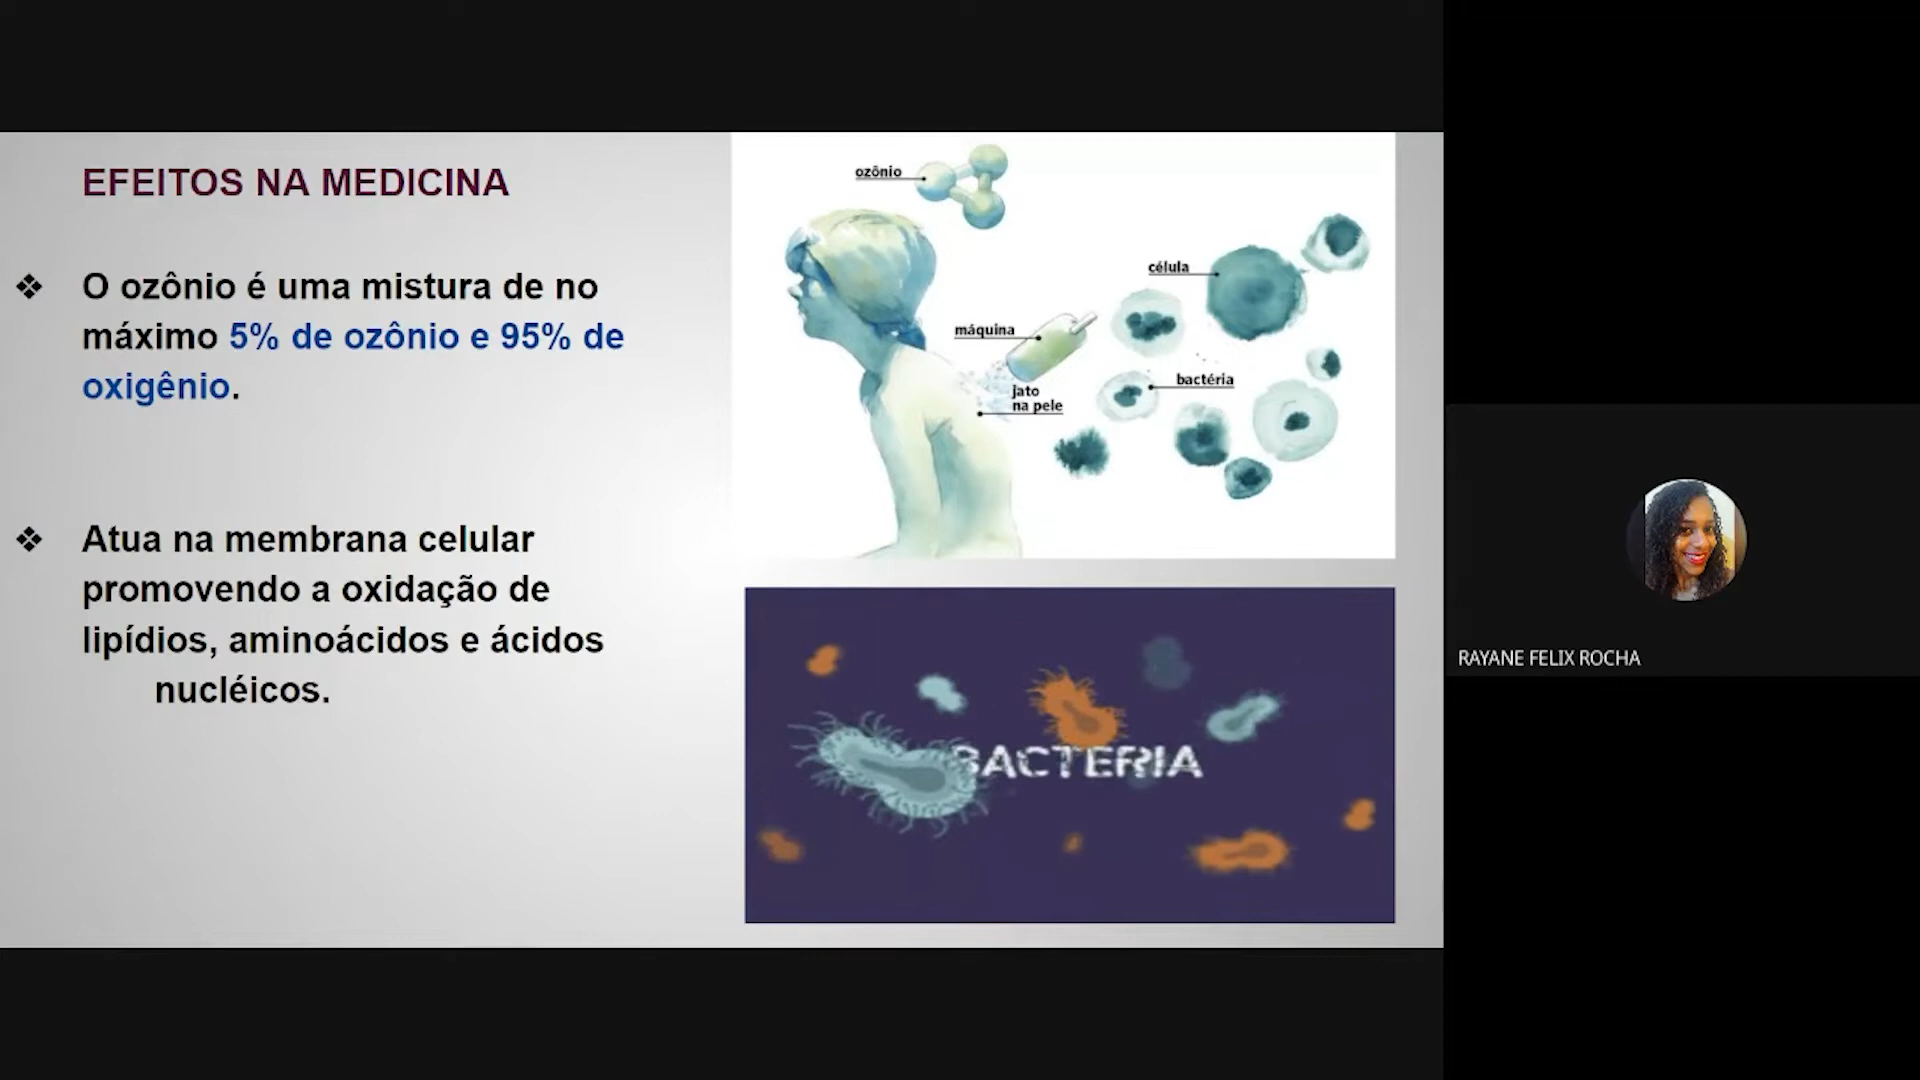 EFEITOS NA MEDICINA
❖ O ozônio é uma mistura de no
máximo 5% de ozônio e 95% de
oxigênio.
❖ Atua na membrana celular
promovendo a oxidação de
lipídios, aminoácidos e ácidos
nucléicos.
ozônio
célula
máquina
bactéria
jato
na pele
BACTERIA
RAYANE FELIX ROCHA